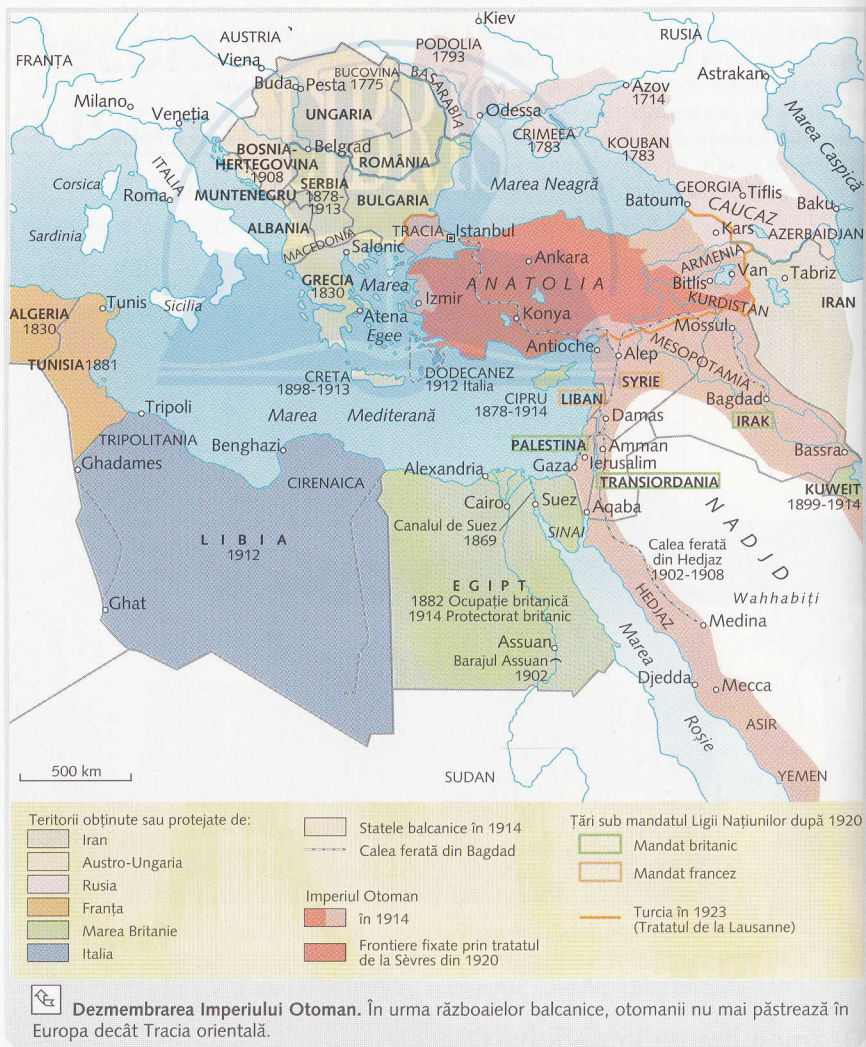 Kiev
AUSTRIA
RUSIA
FRANȚA
Viena
PODOLIA
1793
Astrakan
BUCOVINA
1775
BASARABIA
Buda
Pesta
Azov
1714
Milano
Veneția
UNGARIA
Odessa
CRIMEEA
1783
KOUBAN
1783
Marea Caspică
BOSNIA-
HERTEGOVINA
1908
Belgrad
ROMÂNIA
ITALIA
Corsica
Roma
MUNTENEGRU
SERBIA
1878-
1913
BULGARIA
Marea Neagră
GEORGIA
Tiflis
Batoum
CAUCAZ
Baku
Sardinia
ALBANIA
MACEDONIA
TRACIA
Istanbul
Kars
AZERBAIDJAN
Salonic
Ankara
ARMENIA
Van
Tabriz
GRECIA
1830
Marea
Egee
ANATOLIA
Bitlis
KURDISTAN
IRAN
Sicilia
Tunis
Izmir
ALGERIA
1830
Atena
Konya
Mossul
TUNISIA 1881
Antioche
Alep
MESOPOTAMIA
CRETA
1898-1913
DODECANEZ
1912 Italia
CIPRU
1878-1914
LIBAN
SYRIE
Bagdad
Tripoli
Marea Mediterană
Damas
IRAK
TRIPOLITANIA
Benghazi
PALESTINA
Amman
Bassra
Ghadames
CIRENAICA
Alexandria
Gaza
Ierusalim
TRANSIORDANIA
KUWEIT
1899-1914
Cairo
Suez
Aqaba
NADJD
Canalul de Suez
1869
SINAI
LIBIA
1912
Calea ferată
din Hedjaz
1902-1908
EGIPT
1882 Ocupație britanică
1914 Protectorat britanic
HEDJAZ
Wahhabiți
Ghat
Medina
Assuan
Barajul Assuan
1902
Marea
Roșie
Djedda
Mecca
ASIR
500 km
SUDAN
YEMEN
Teritorii obținute sau protejate de:
Iran
Austro-Ungaria
Rusia
Franța
Marea Britanie
Italia
Statele balcanice în 1914
Calea ferată din Bagdad
Imperiul Otoman
în 1914
Frontiere fixate prin tratatul
de la Sèvres din 1920
Țări sub mandatul Ligii Națiunilor după 1920
Mandat britanic
Mandat francez
Turcia în 1923
(Tratatul de la Lausanne)
Dezmembrarea Imperiului Otoman. În urma războaielor balcanice, otomanii nu mai păstrează în
Europa decât Tracia orientală.